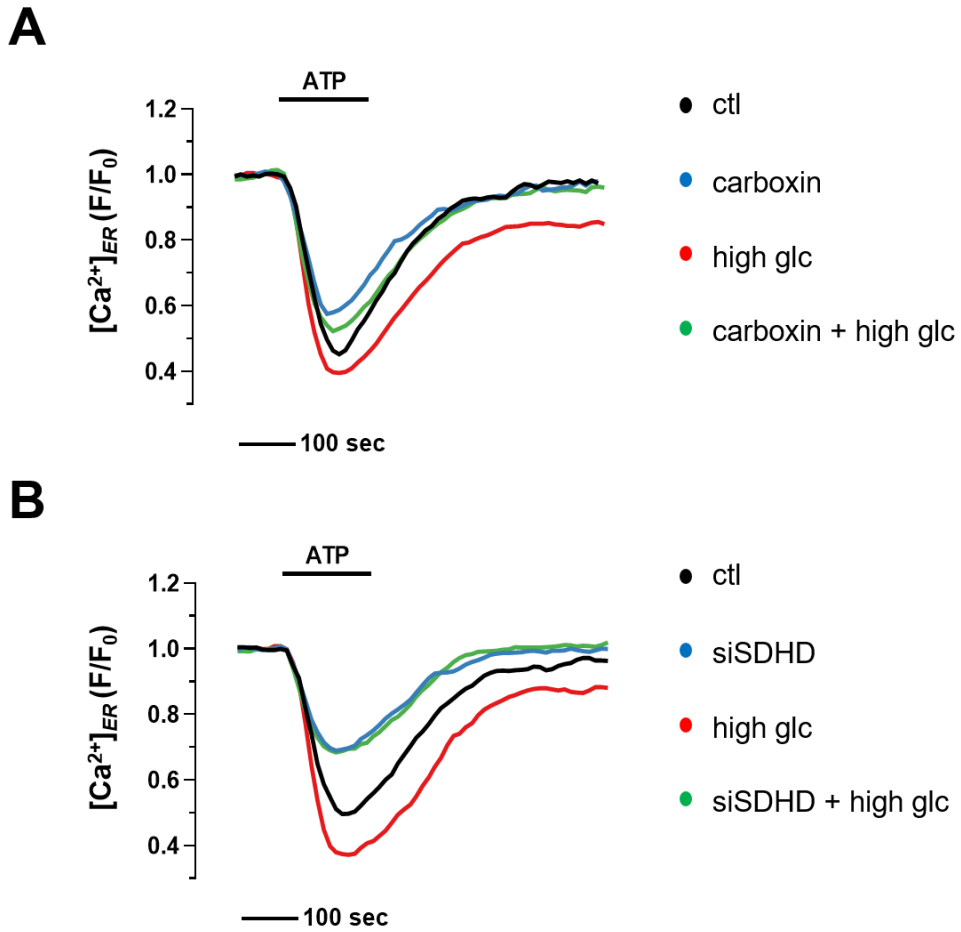 A
ATP
1.2
1.0
0.8
0.6
0.4
[Ca²⁺]ER (F/F₀)
100 sec
ctl
carboxin
high glc
carboxin + high glc
B
ATP
1.2
1.0
0.8
0.6
0.4
[Ca²⁺]ER (F/F₀)
100 sec
ctl
siSDHD
high glc
siSDHD + high glc